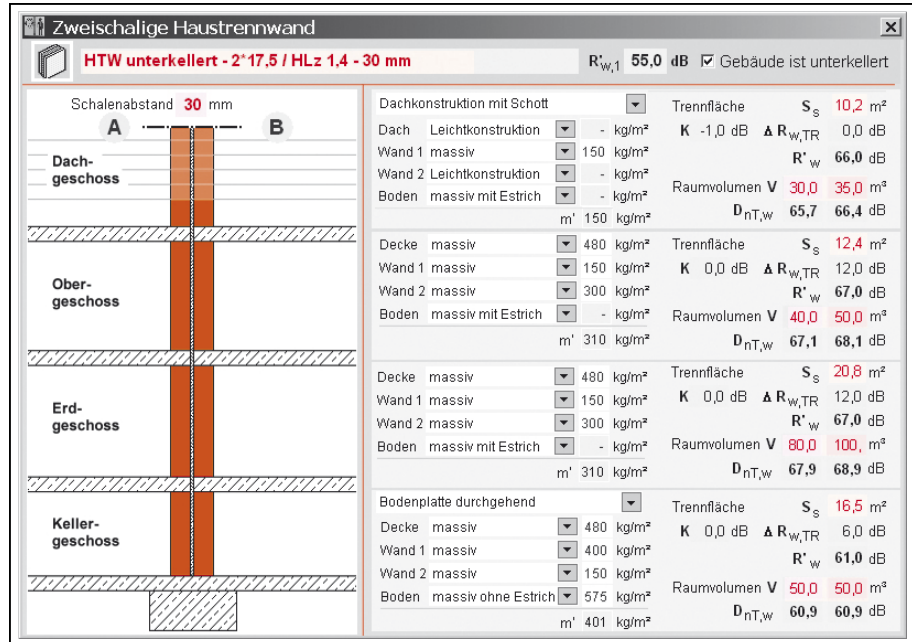 Zweischalige Haustrennwand
HTW unterkellert - 2*17,5 / HLz 1,4 - 30 mm R'w,1 55,0 dB Gebäude ist unterkellert
Schalenabstand 30 mm
A B
Dach-
geschoss
Ober-
geschoss
Erd-
geschoss
Keller-
geschoss
Dachkonstruktion mit Schott Trennfläche Ss 10,2 m²
Dach Leichtkonstruktion - kg/m² K -1,0 dB Δ Rw,TR 0,0 dB
Wand 1 massiv 150 kg/m² R'w 66,0 dB
Wand 2 Leichtkonstruktion - kg/m²
Boden massiv mit Estrich - kg/m² Raumvolumen V 30,0 35,0 m³
m' 150 kg/m² DnT,w 65,7 66,4 dB
Decke massiv 480 kg/m² Trennfläche Ss 12,4 m²
Wand 1 massiv 150 kg/m² K 0,0 dB Δ Rw,TR 12,0 dB
Wand 2 massiv 300 kg/m² R'w 67,0 dB
Boden massiv mit Estrich - kg/m² Raumvolumen V 40,0 50,0 m³
m' 310 kg/m² DnT,w 67,1 68,1 dB
Decke massiv 480 kg/m² Trennfläche Ss 20,8 m²
Wand 1 massiv 150 kg/m² K 0,0 dB Δ Rw,TR 12,0 dB
Wand 2 massiv 300 kg/m² R'w 67,0 dB
Boden massiv mit Estrich - kg/m² Raumvolumen V 80,0 100, m³
m' 310 kg/m² DnT,w 67,9 68,9 dB
Bodenplatte durchgehend Trennfläche Ss 16,5 m²
Decke massiv 480 kg/m² K 0,0 dB Δ Rw,TR 6,0 dB
Wand 1 massiv 400 kg/m² R'w 61,0 dB
Wand 2 massiv 150 kg/m²
Boden massiv ohne Estrich 575 kg/m² Raumvolumen V 50,0 50,0 m³
m' 401 kg/m² DnT,w 60,9 60,9 dB